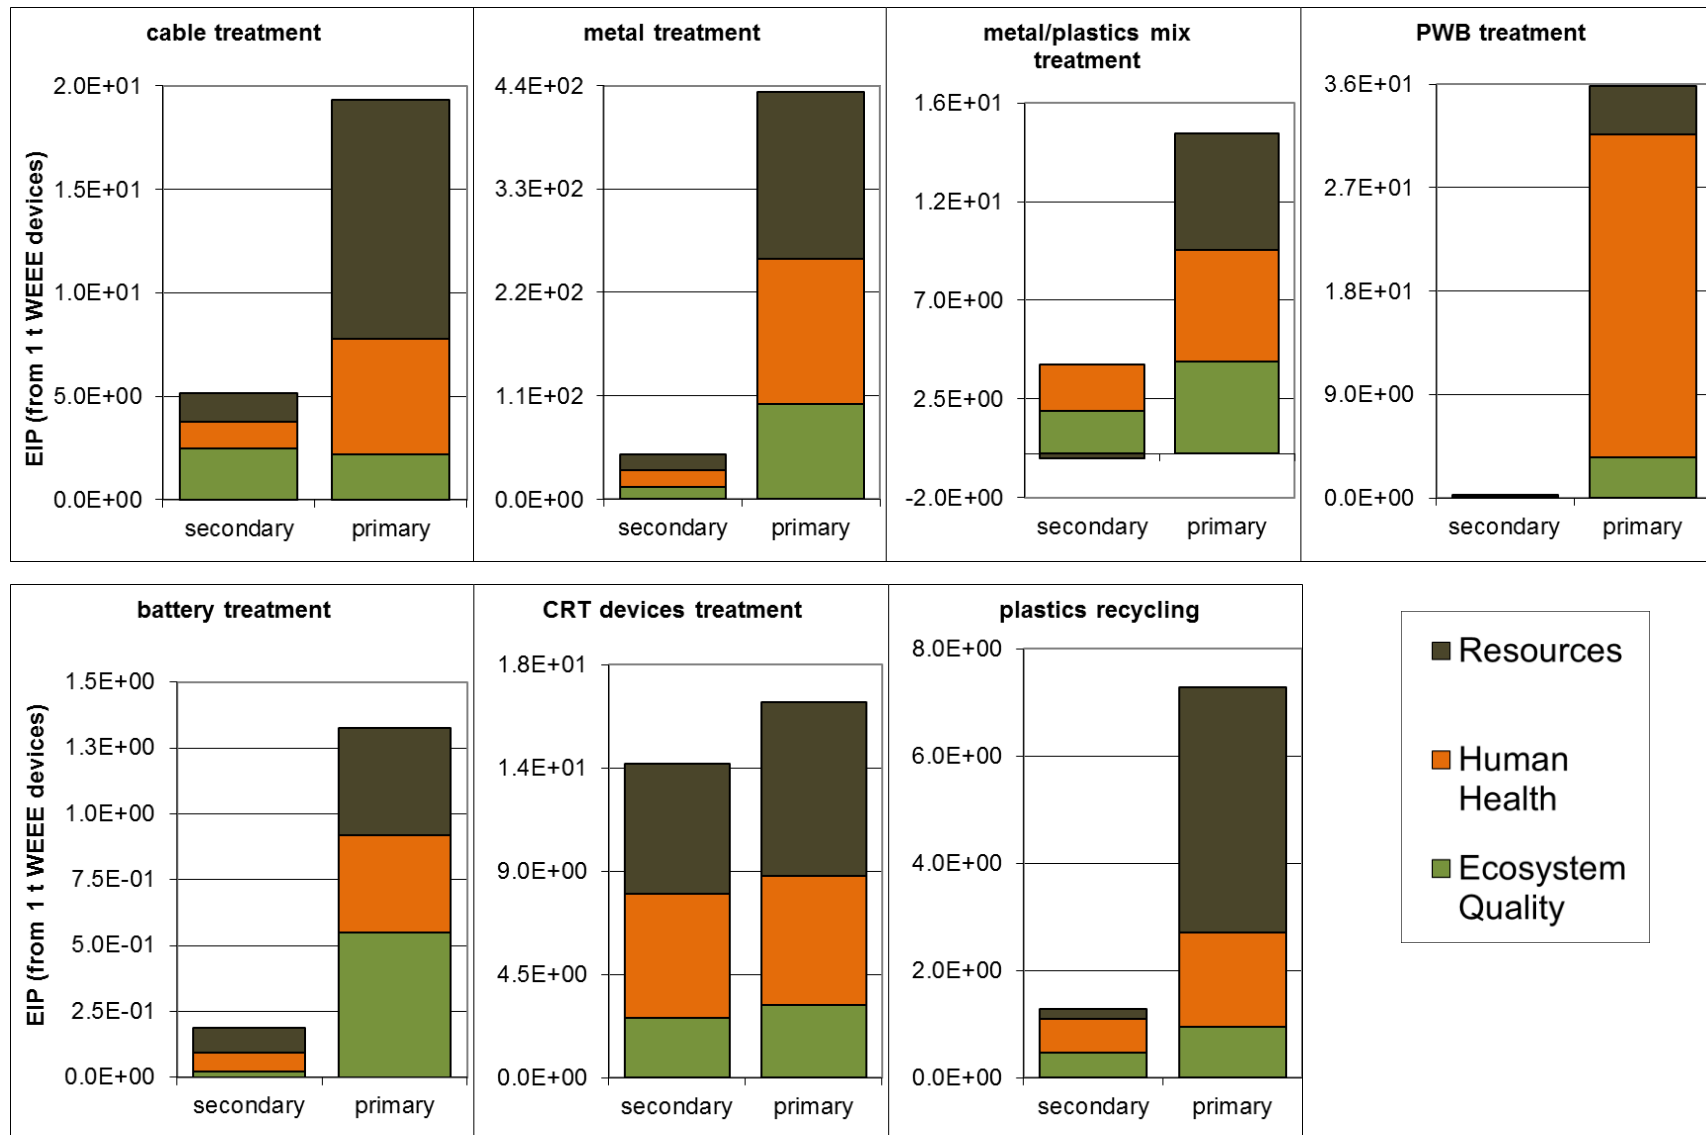 cable treatment
EIP (from 1 t WEEE devices)
2.0E+01
1.5E+01
1.0E+01
5.0E+00
0.0E+00
secondary primary
metal treatment
4.4E+02
3.3E+02
2.2E+02
1.1E+02
0.0E+00
secondary primary
metal/plastics mix
treatment
1.6E+01
1.2E+01
7.0E+00
2.5E+00
-2.0E+00
secondary primary
PWB treatment
3.6E+01
2.7E+01
1.8E+01
9.0E+00
0.0E+00
secondary primary
battery treatment
EIP (from 1 t WEEE devices)
1.5E+00
1.3E+00
1.0E+00
7.5E-01
5.0E-01
2.5E-01
0.0E+00
secondary primary
CRT devices treatment
1.8E+01
1.4E+01
9.0E+00
4.5E+00
0.0E+00
secondary primary
plastics recycling
8.0E+00
6.0E+00
4.0E+00
2.0E+00
0.0E+00
secondary primary
Resources
Human
Health
Ecosystem
Quality